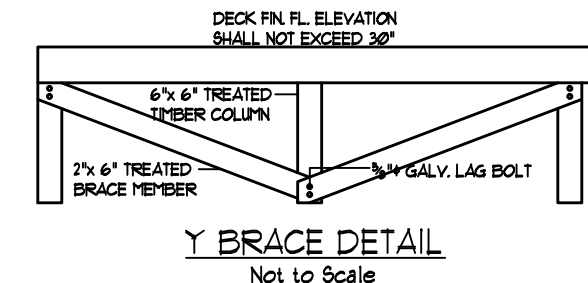 DECK FIN. FL. ELEVATION
SHALL NOT EXCEED 30"
6"x 6" TREATED
TIMBER COLUMN
2"x 6" TREATED
BRACE MEMBER
5/8"ϕ GALV. LAG BOLT
Y BRACE DETAIL
Not to Scale